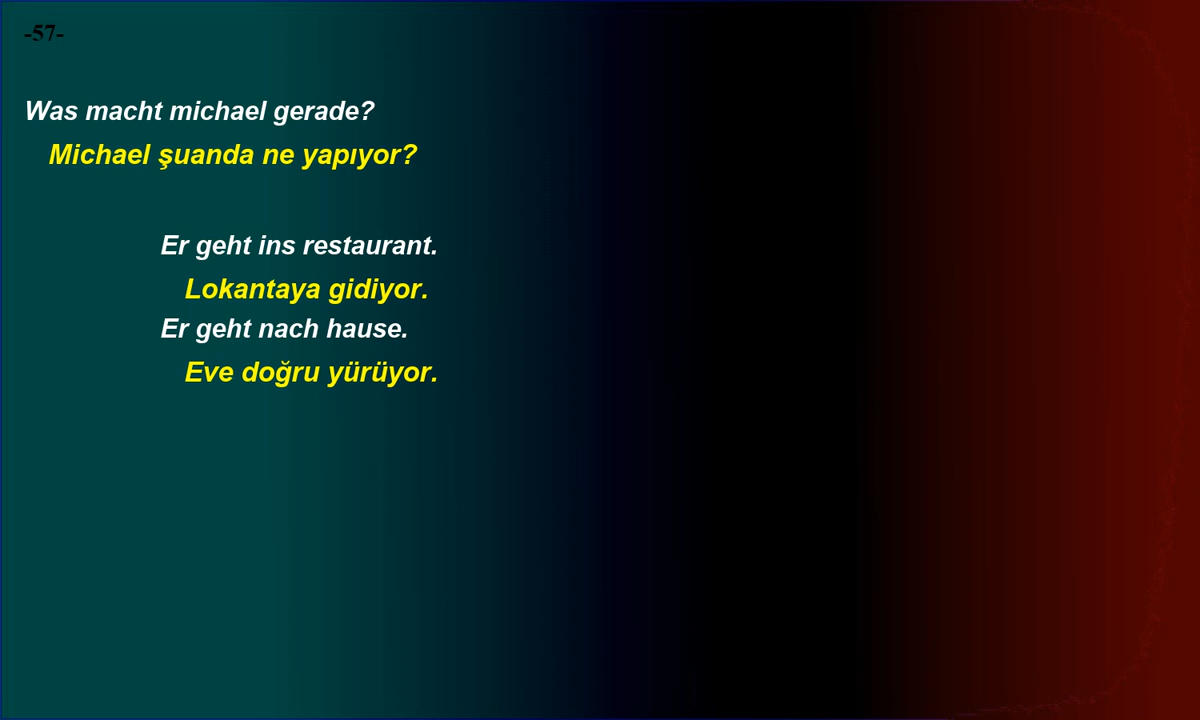 -57-
Was macht michael gerade?
Michael şuanda ne yapıyor?
Er geht ins restaurant.
Lokantaya gidiyor.
Er geht nach hause.
Eve doğru yürüyor.